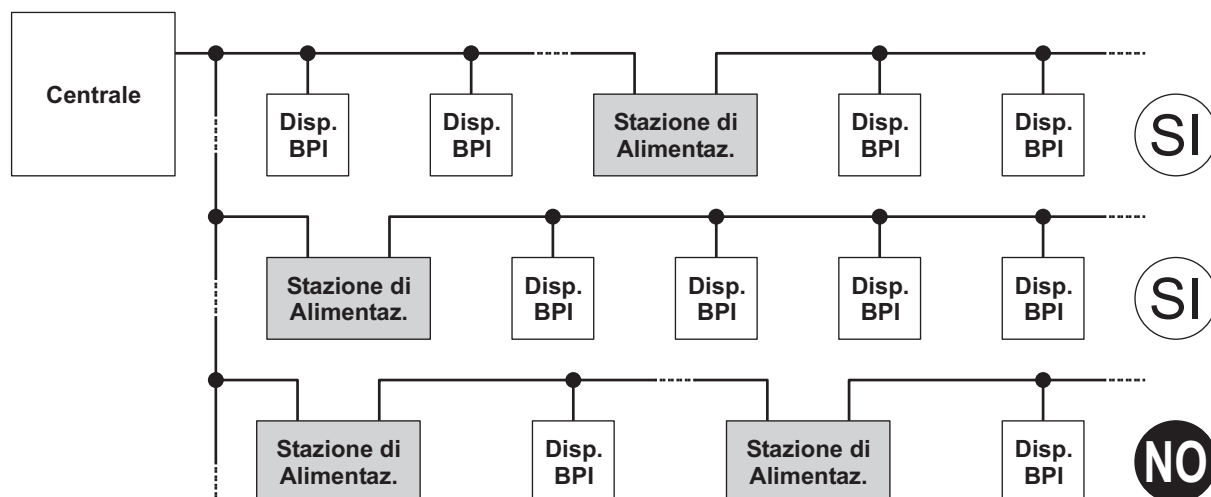 Centrale
Disp.
BPI
Disp.
BPI
Stazione di
Alimentaz.
Disp.
BPI
Disp.
BPI
SI
Stazione di
Alimentaz.
Disp.
BPI
Disp.
BPI
Disp.
BPI
Disp.
BPI
SI
Stazione di
Alimentaz.
Disp.
BPI
Stazione di
Alimentaz.
Disp.
BPI
NO